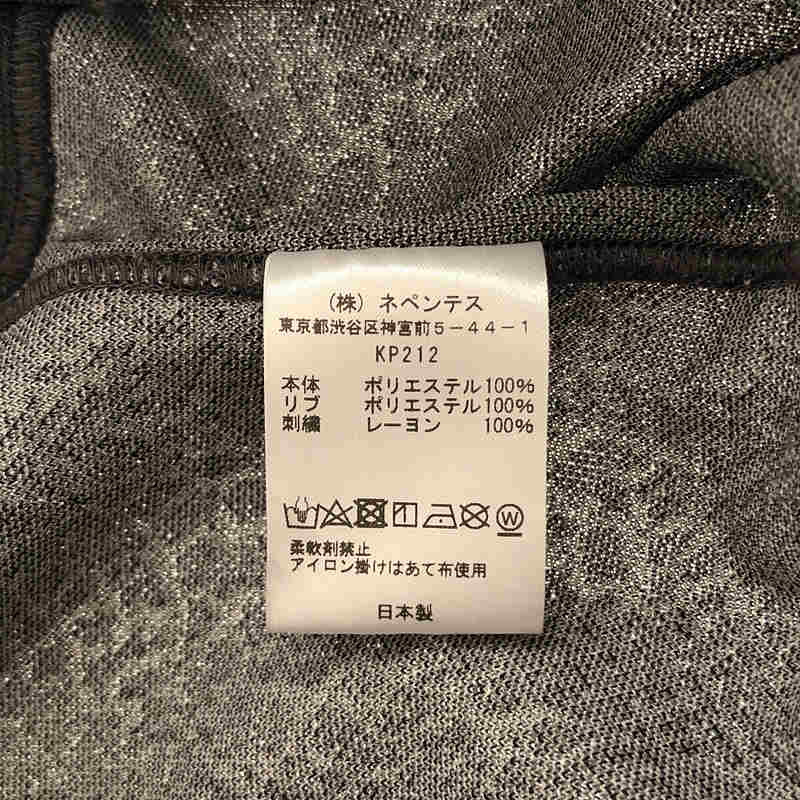 (株) ネペンテス
東京都渋谷区神宮前5-44-1
KP212
本体 ポリエステル100%
リブ ポリエステル100%
刺繍 レーヨン 100%
W
柔軟剤禁止
アイロン掛けはあて布使用
日本製